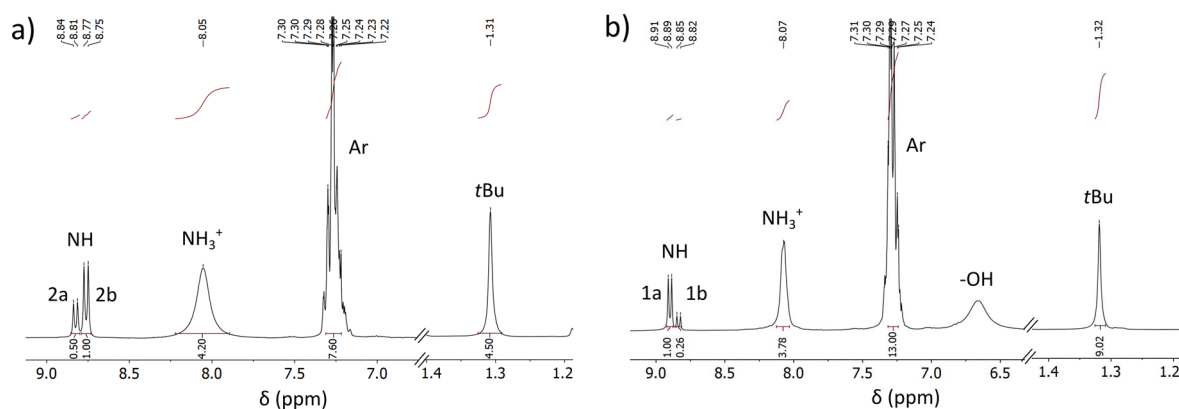 a)
8.84
8.81
8.77
8.75
8.05
7.30
7.30
7.29
7.28
7.26
7.25
7.24
7.23
7.22
1.31
NH
2a
2b
NH3+
Ar
tBu
0.50
1.00
4.20
7.60
4.50
9.0 8.5 8.0 7.5 7.0 1.4 1.3 1.2
δ (ppm)
b)
8.91
8.89
8.85
8.82
8.07
7.31
7.30
7.29
7.29
7.27
7.25
7.24
1.32
NH
1a
1b
NH3+
Ar
-OH
tBu
1.00
0.26
3.78
13.00
9.02
9.0 8.5 8.0 7.5 7.0 6.5 1.4 1.3 1.2
δ (ppm)